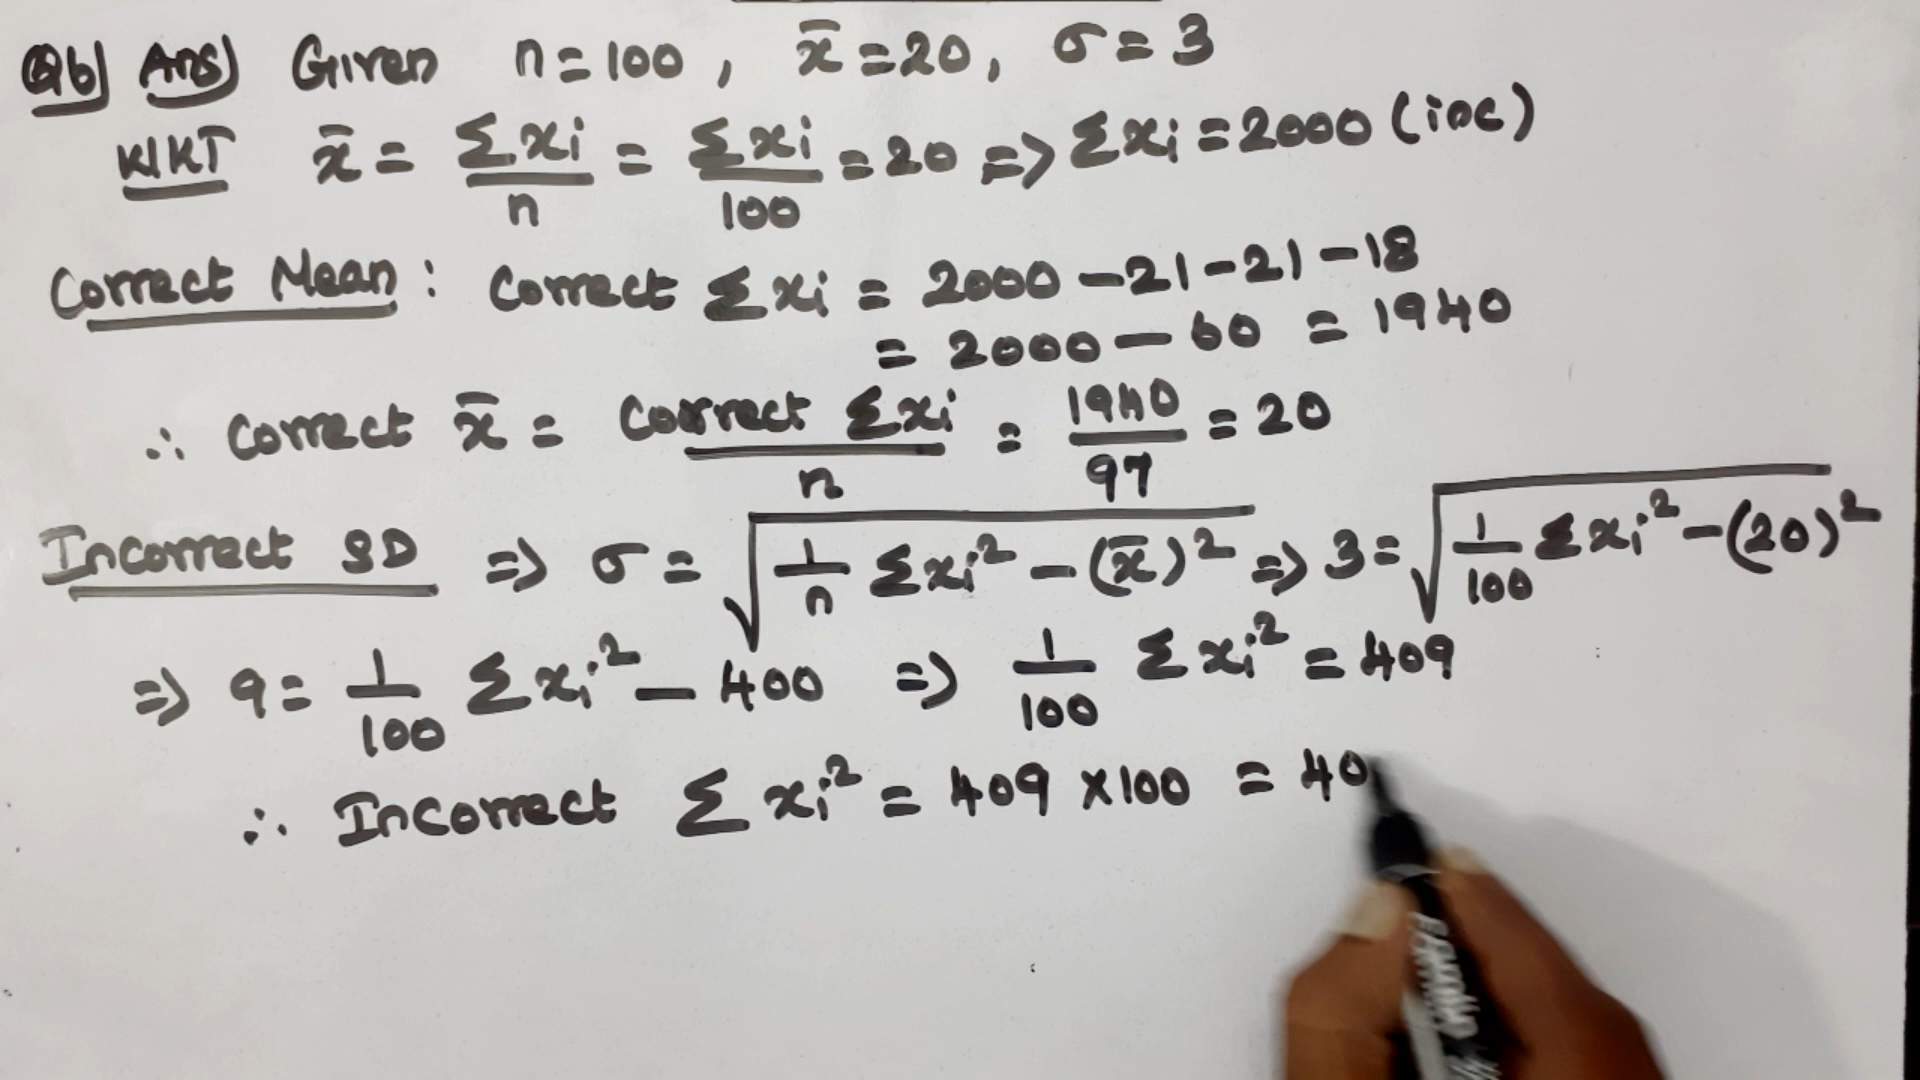 Q6) Ans) Given n = 100, x̄ = 20, σ = 3
WKT x̄ = Σxi/n = Σxi/100 = 20 => Σxi = 2000 (inc)
Correct Mean: Correct Σxi = 2000 - 21 - 21 - 18
= 2000 - 60 = 1940
∴ Correct x̄ = Correct Σxi/n = 1940/97 = 20
Incorrect SD => σ = √(1/n Σxi² - (x̄)²) => 3 = √(1/100 Σxi² - (20)²)
=> 9 = 1/100 Σxi² - 400 => 1/100 Σxi² = 409
∴ Incorrect Σxi² = 409 × 100 = 40